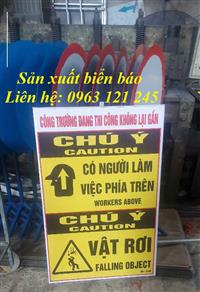 Sản xuất biển báo
Liên hệ: 0963 121 245
CÔNG TRƯỜNG ĐANG THI CÔNG KHÔNG LẠI GẦN
CHÚ Ý
CAUTION
CÓ NGƯỜI LÀM
VIỆC PHÍA TRÊN
WORKERS ABOVE
CHÚ Ý
CAUTION
VẬT RƠI
FALLING OBJECT